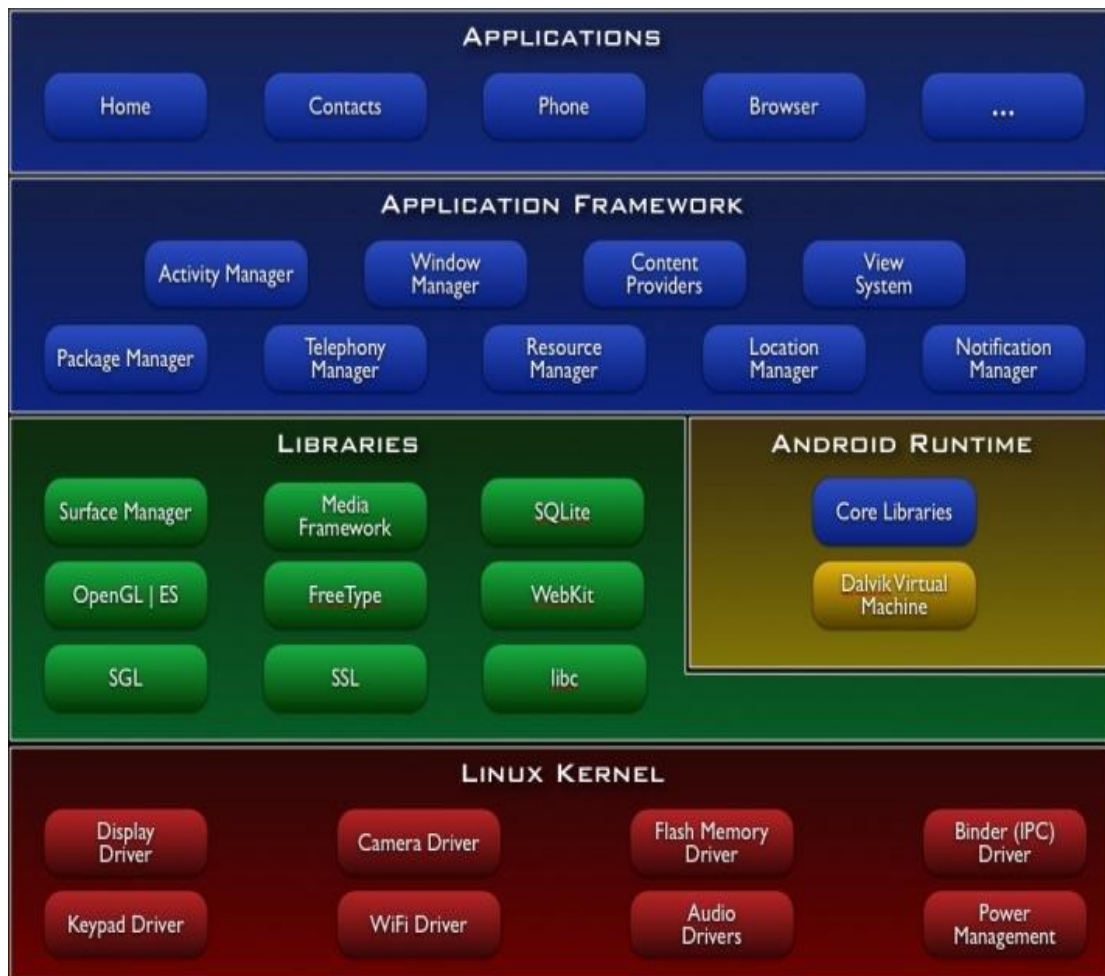 APPLICATIONS
Home
Contacts
Phone
Browser
...
APPLICATION FRAMEWORK
Activity Manager
Window
Manager
Content
Providers
View
System
Package Manager
Telephony
Manager
Resource
Manager
Location
Manager
Notification
Manager
LIBRARIES
Surface Manager
Media
Framework
SQLite
OpenGL | ES
FreeType
WebKit
SGL
SSL
libc
ANDROID RUNTIME
Core Libraries
Dalvik Virtual
Machine
LINUX KERNEL
Display
Driver
Camera Driver
Flash Memory
Driver
Binder (IPC)
Driver
Keypad Driver
WiFi Driver
Audio
Drivers
Power
Management